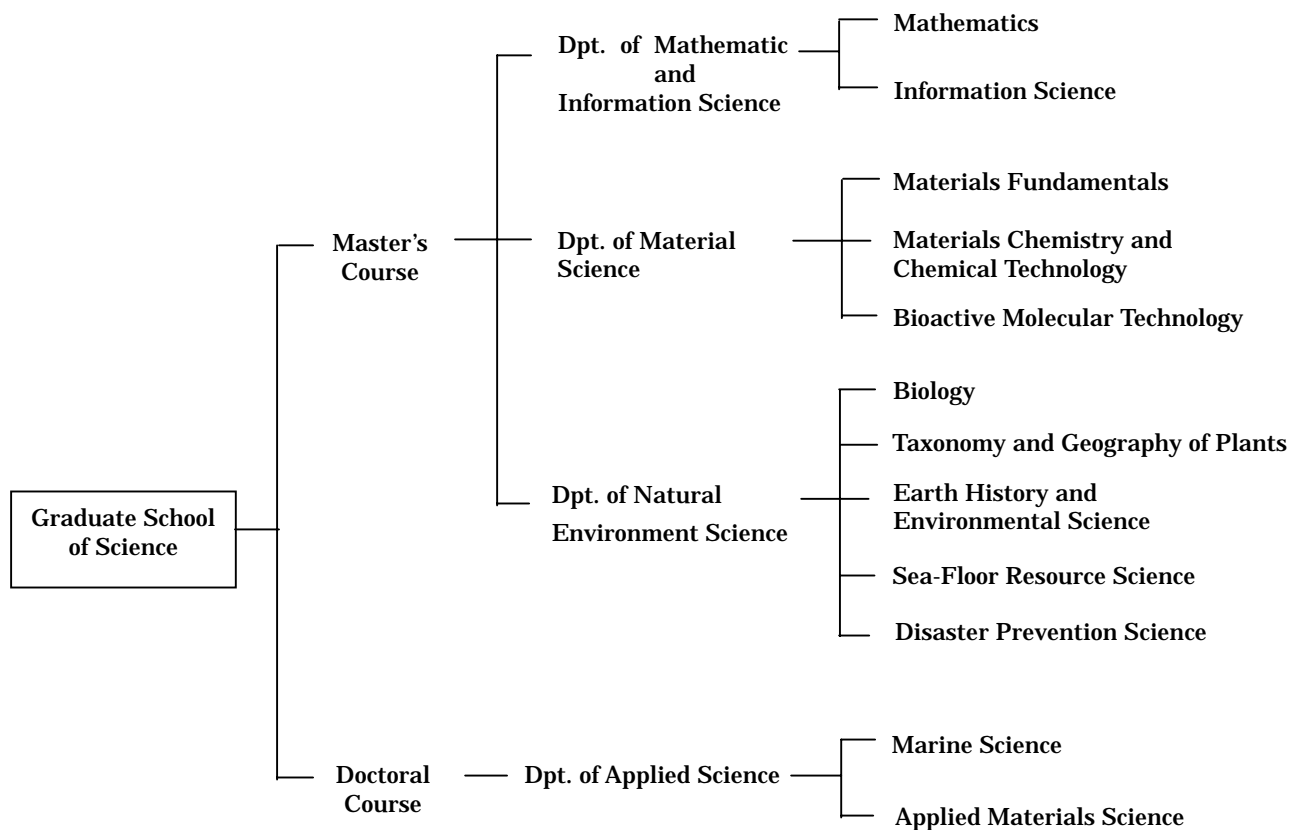 Graduate School
of Science
Master's
Course
Dpt. of Mathematic
and
Information Science
Mathematics
Information Science
Dpt. of Material
Science
Materials Fundamentals
Materials Chemistry and
Chemical Technology
Bioactive Molecular Technology
Dpt. of Natural
Environment Science
Biology
Taxonomy and Geography of Plants
Earth History and
Environmental Science
Sea-Floor Resource Science
Disaster Prevention Science
Doctoral
Course
Dpt. of Applied Science
Marine Science
Applied Materials Science